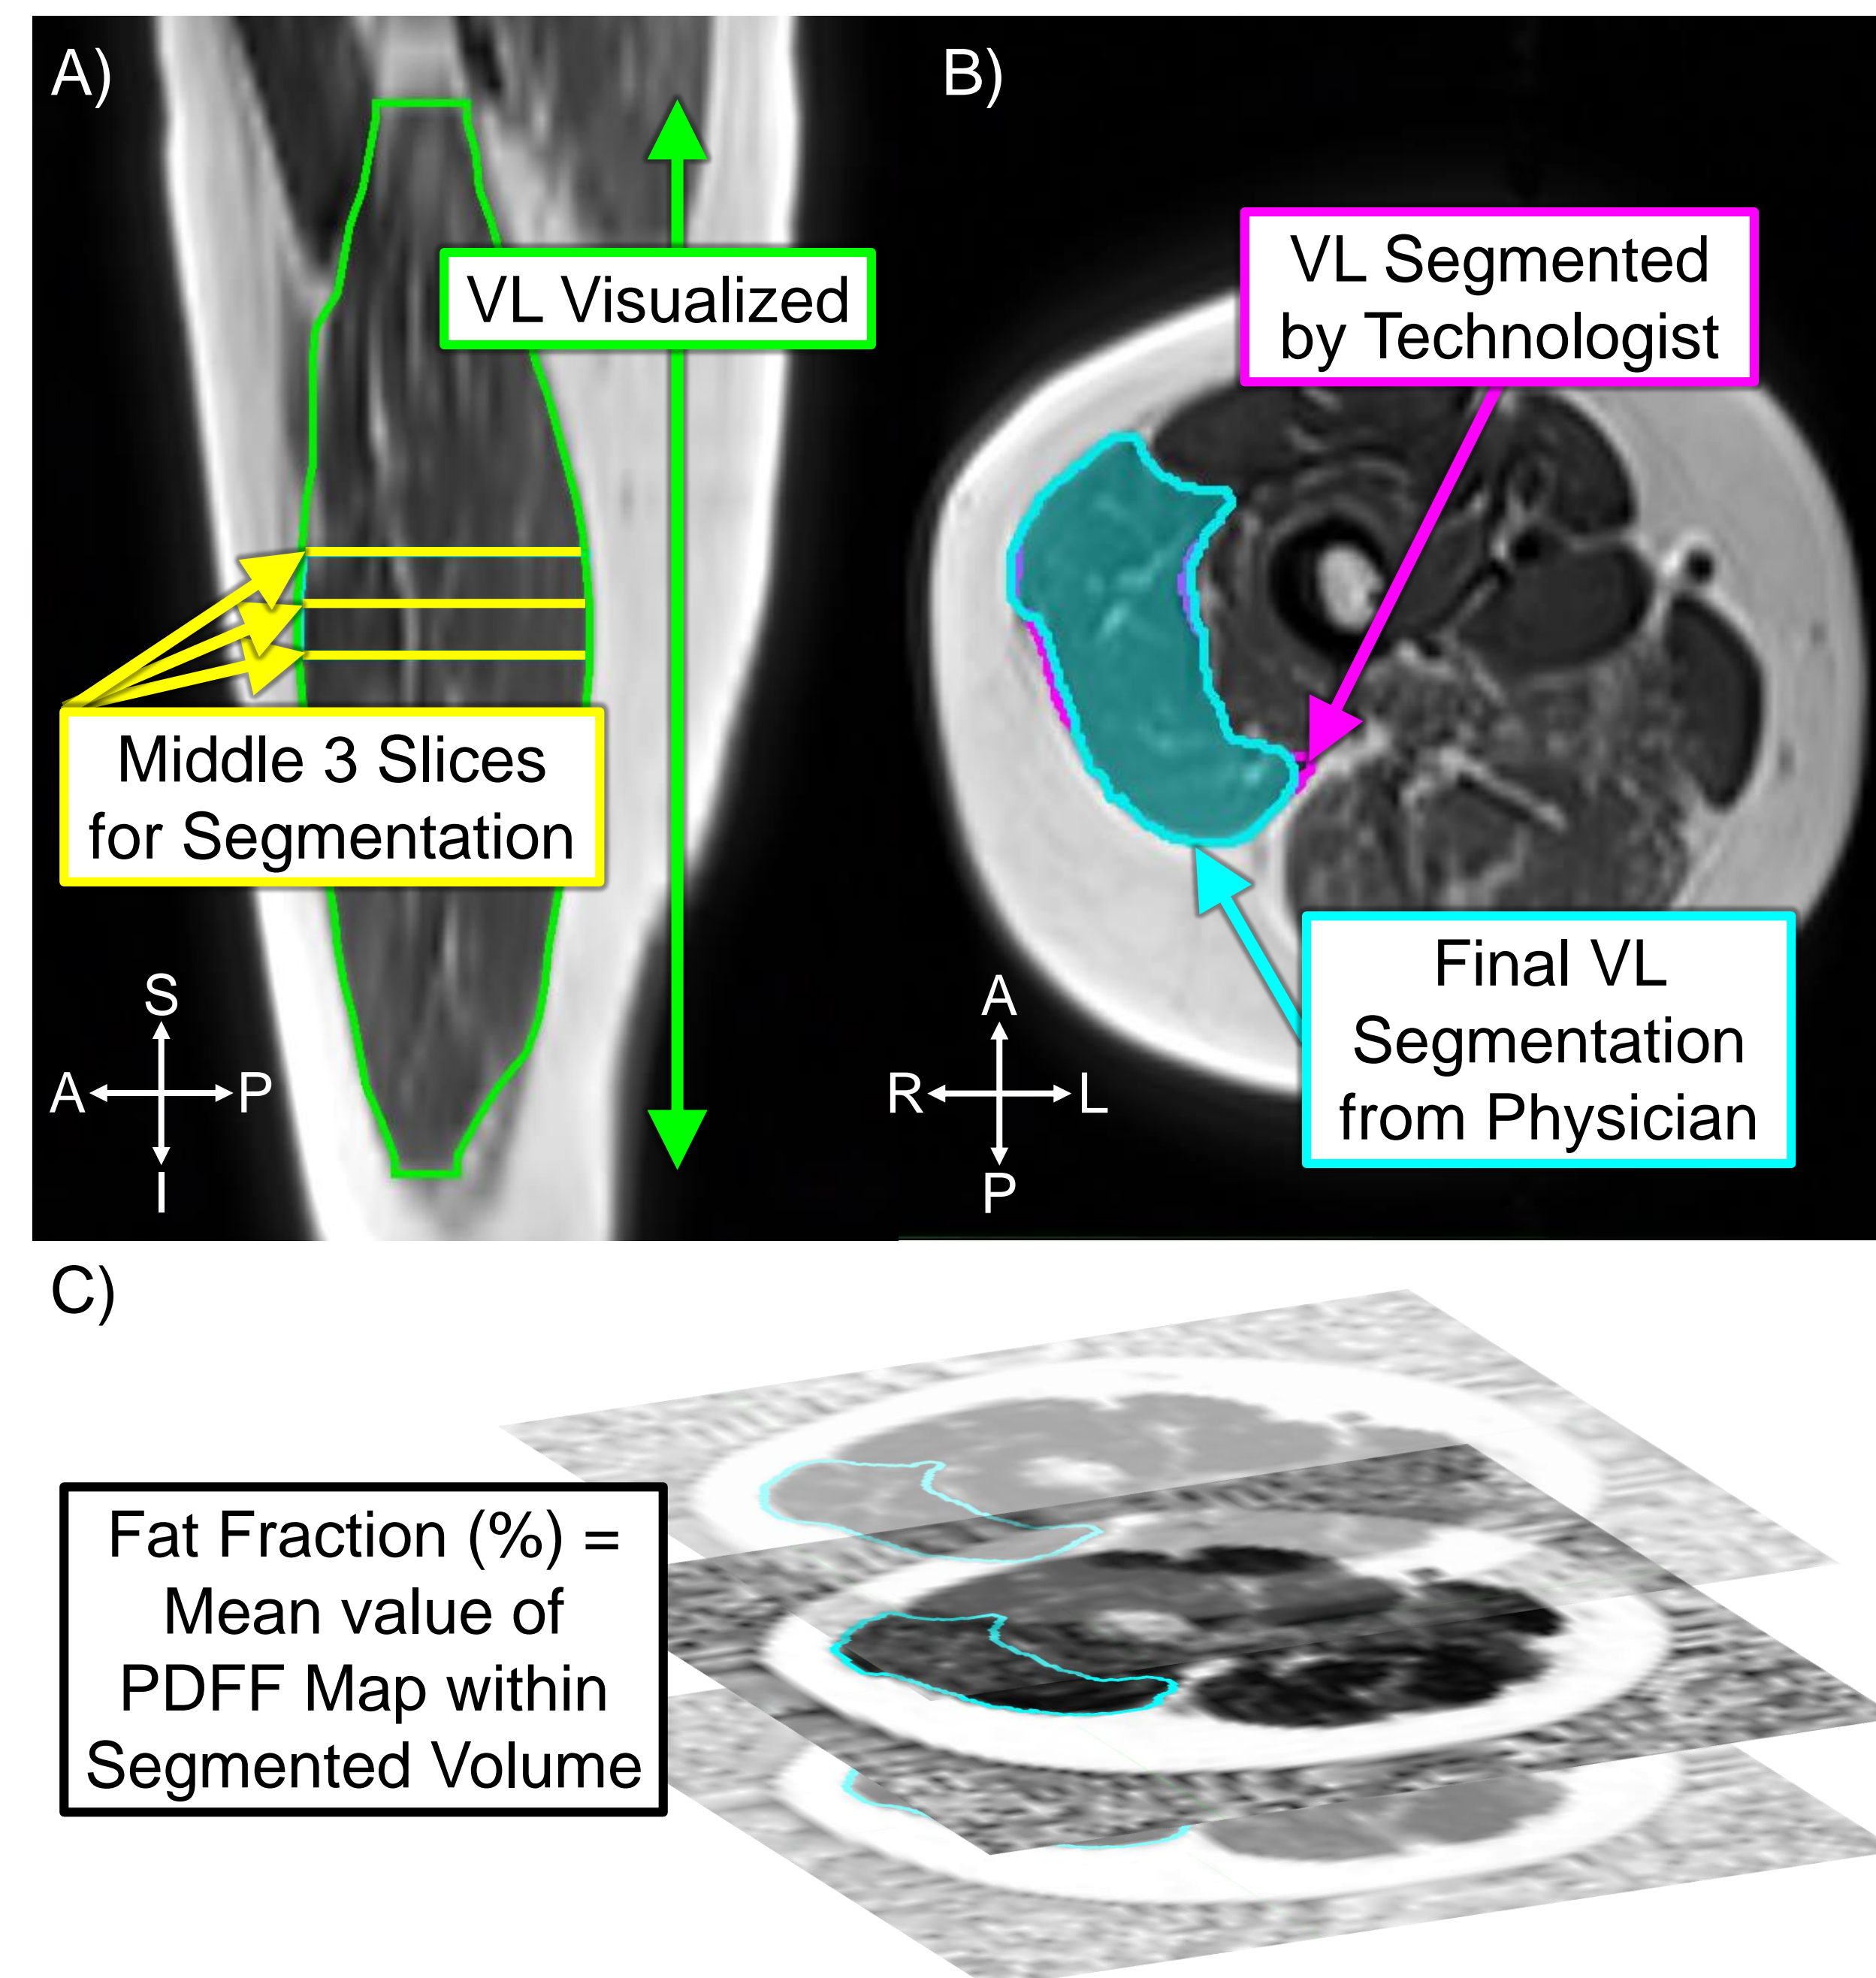 A)
B)
VL Visualized
VL Segmented
by Technologist
Middle 3 Slices
for Segmentation
Final VL
Segmentation
from Physician
S
A P
I
A
R L
P
C)
Fat Fraction (%) =
Mean value of
PDFF Map within
Segmented Volume